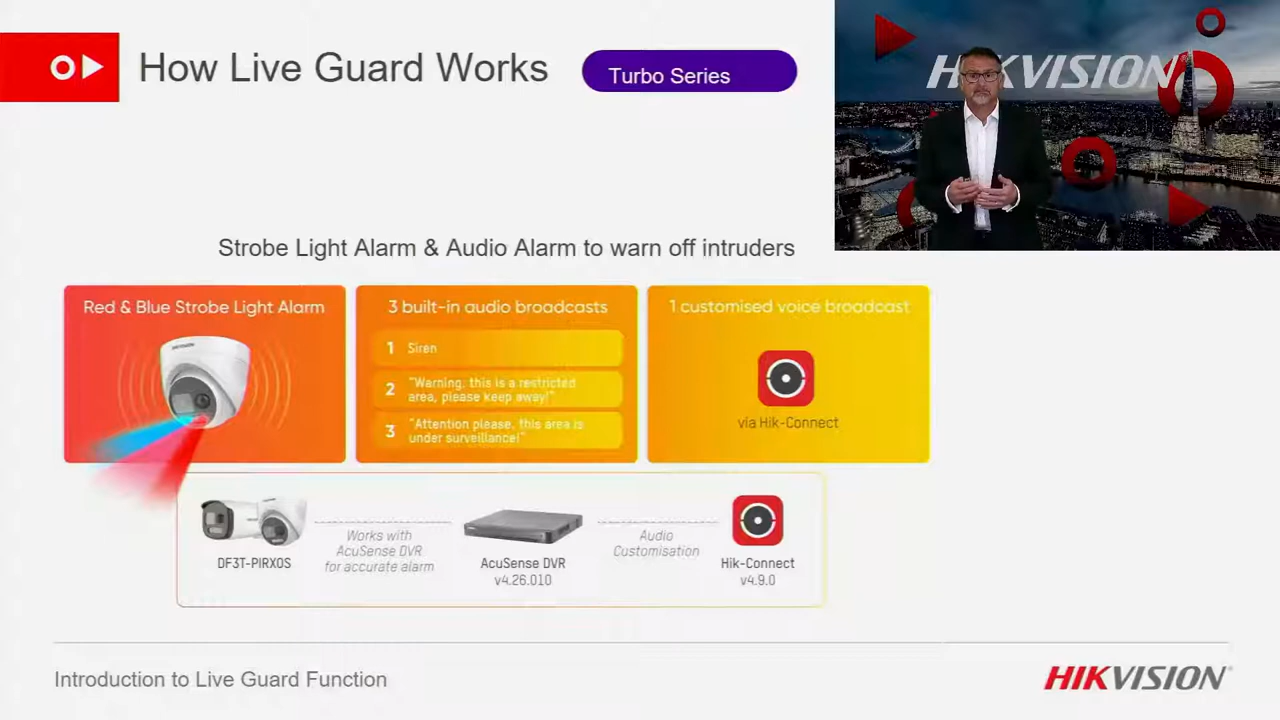 How Live Guard Works
Turbo Series
HIKVISION
Strobe Light Alarm & Audio Alarm to warn off intruders
Red & Blue Strobe Light Alarm
HIKVISION
3 built-in audio broadcasts
1 Siren
2 "Warning, this is a restricted
area, please keep away!"
3 "Attention please, this area is
under surveillance!"
1 customised voice broadcast
via Hik-Connect
DF3T-PIRXOS
Works with
AcuSense DVR
for accurate alarm
AcuSense DVR
v4.26.010
Audio
Customisation
Hik-Connect
v4.9.0
Introduction to Live Guard Function
HIKVISION®